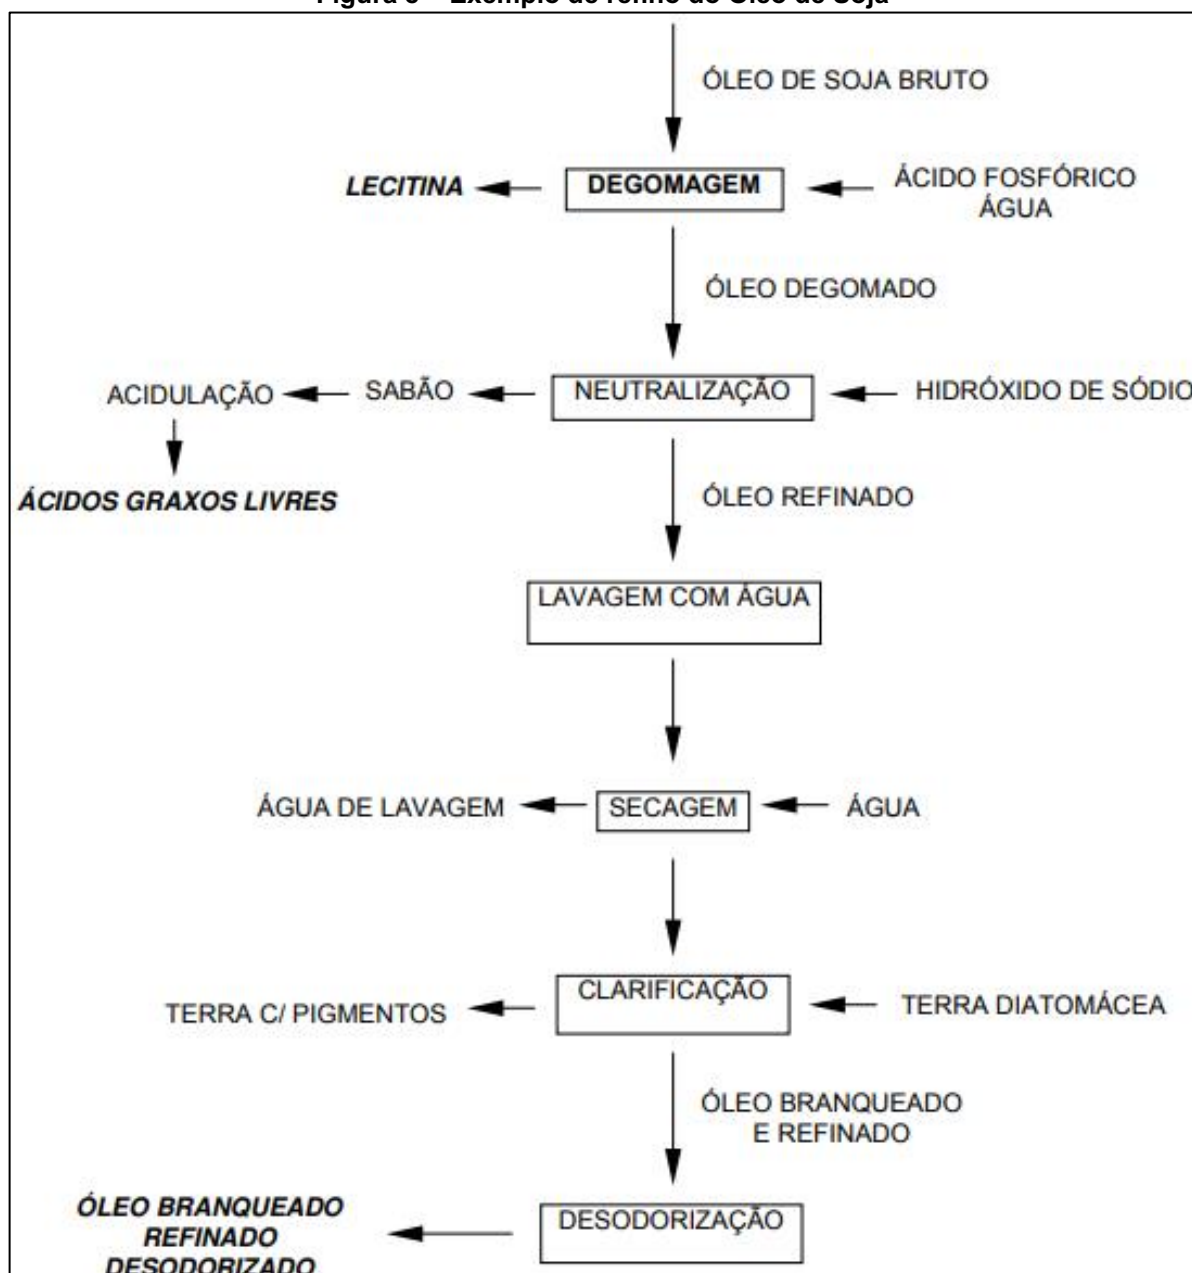 ÓLEO DE SOJA BRUTO
LECITINA
DEGOMAGEM
ÁCIDO FOSFÓRICO
ÁGUA
ÓLEO DEGOMADO
ACIDULAÇÃO
SABÃO
NEUTRALIZAÇÃO
HIDRÓXIDO DE SÓDIO
ÁCIDOS GRAXOS LIVRES
ÓLEO REFINADO
LAVAGEM COM ÁGUA
ÁGUA DE LAVAGEM
SECAGEM
ÁGUA
CLARIFICAÇÃO
TERRA C/ PIGMENTOS
TERRA DIATOMÁCEA
ÓLEO BRANQUEADO
E REFINADO
ÓLEO BRANQUEADO
REFINADO
DESODORIZADO
DESODORIZAÇÃO